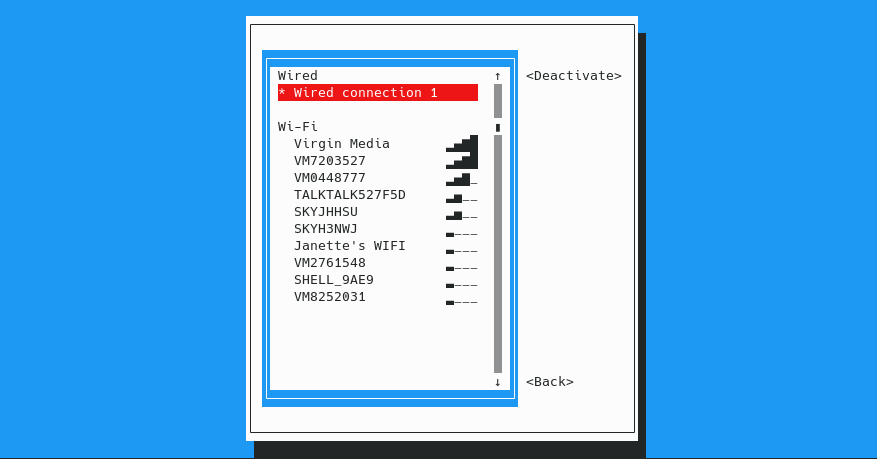 Wired ↑ <Deactivate>
* Wired connection 1
Wi-Fi
Virgin Media
VM7203527
VM0448777
TALKTALK527F5D
SKYJHHSU
SKYH3NWJ
Janette's WIFI
VM2761548
SHELL_9AE9
VM8252031
↓ <Back>